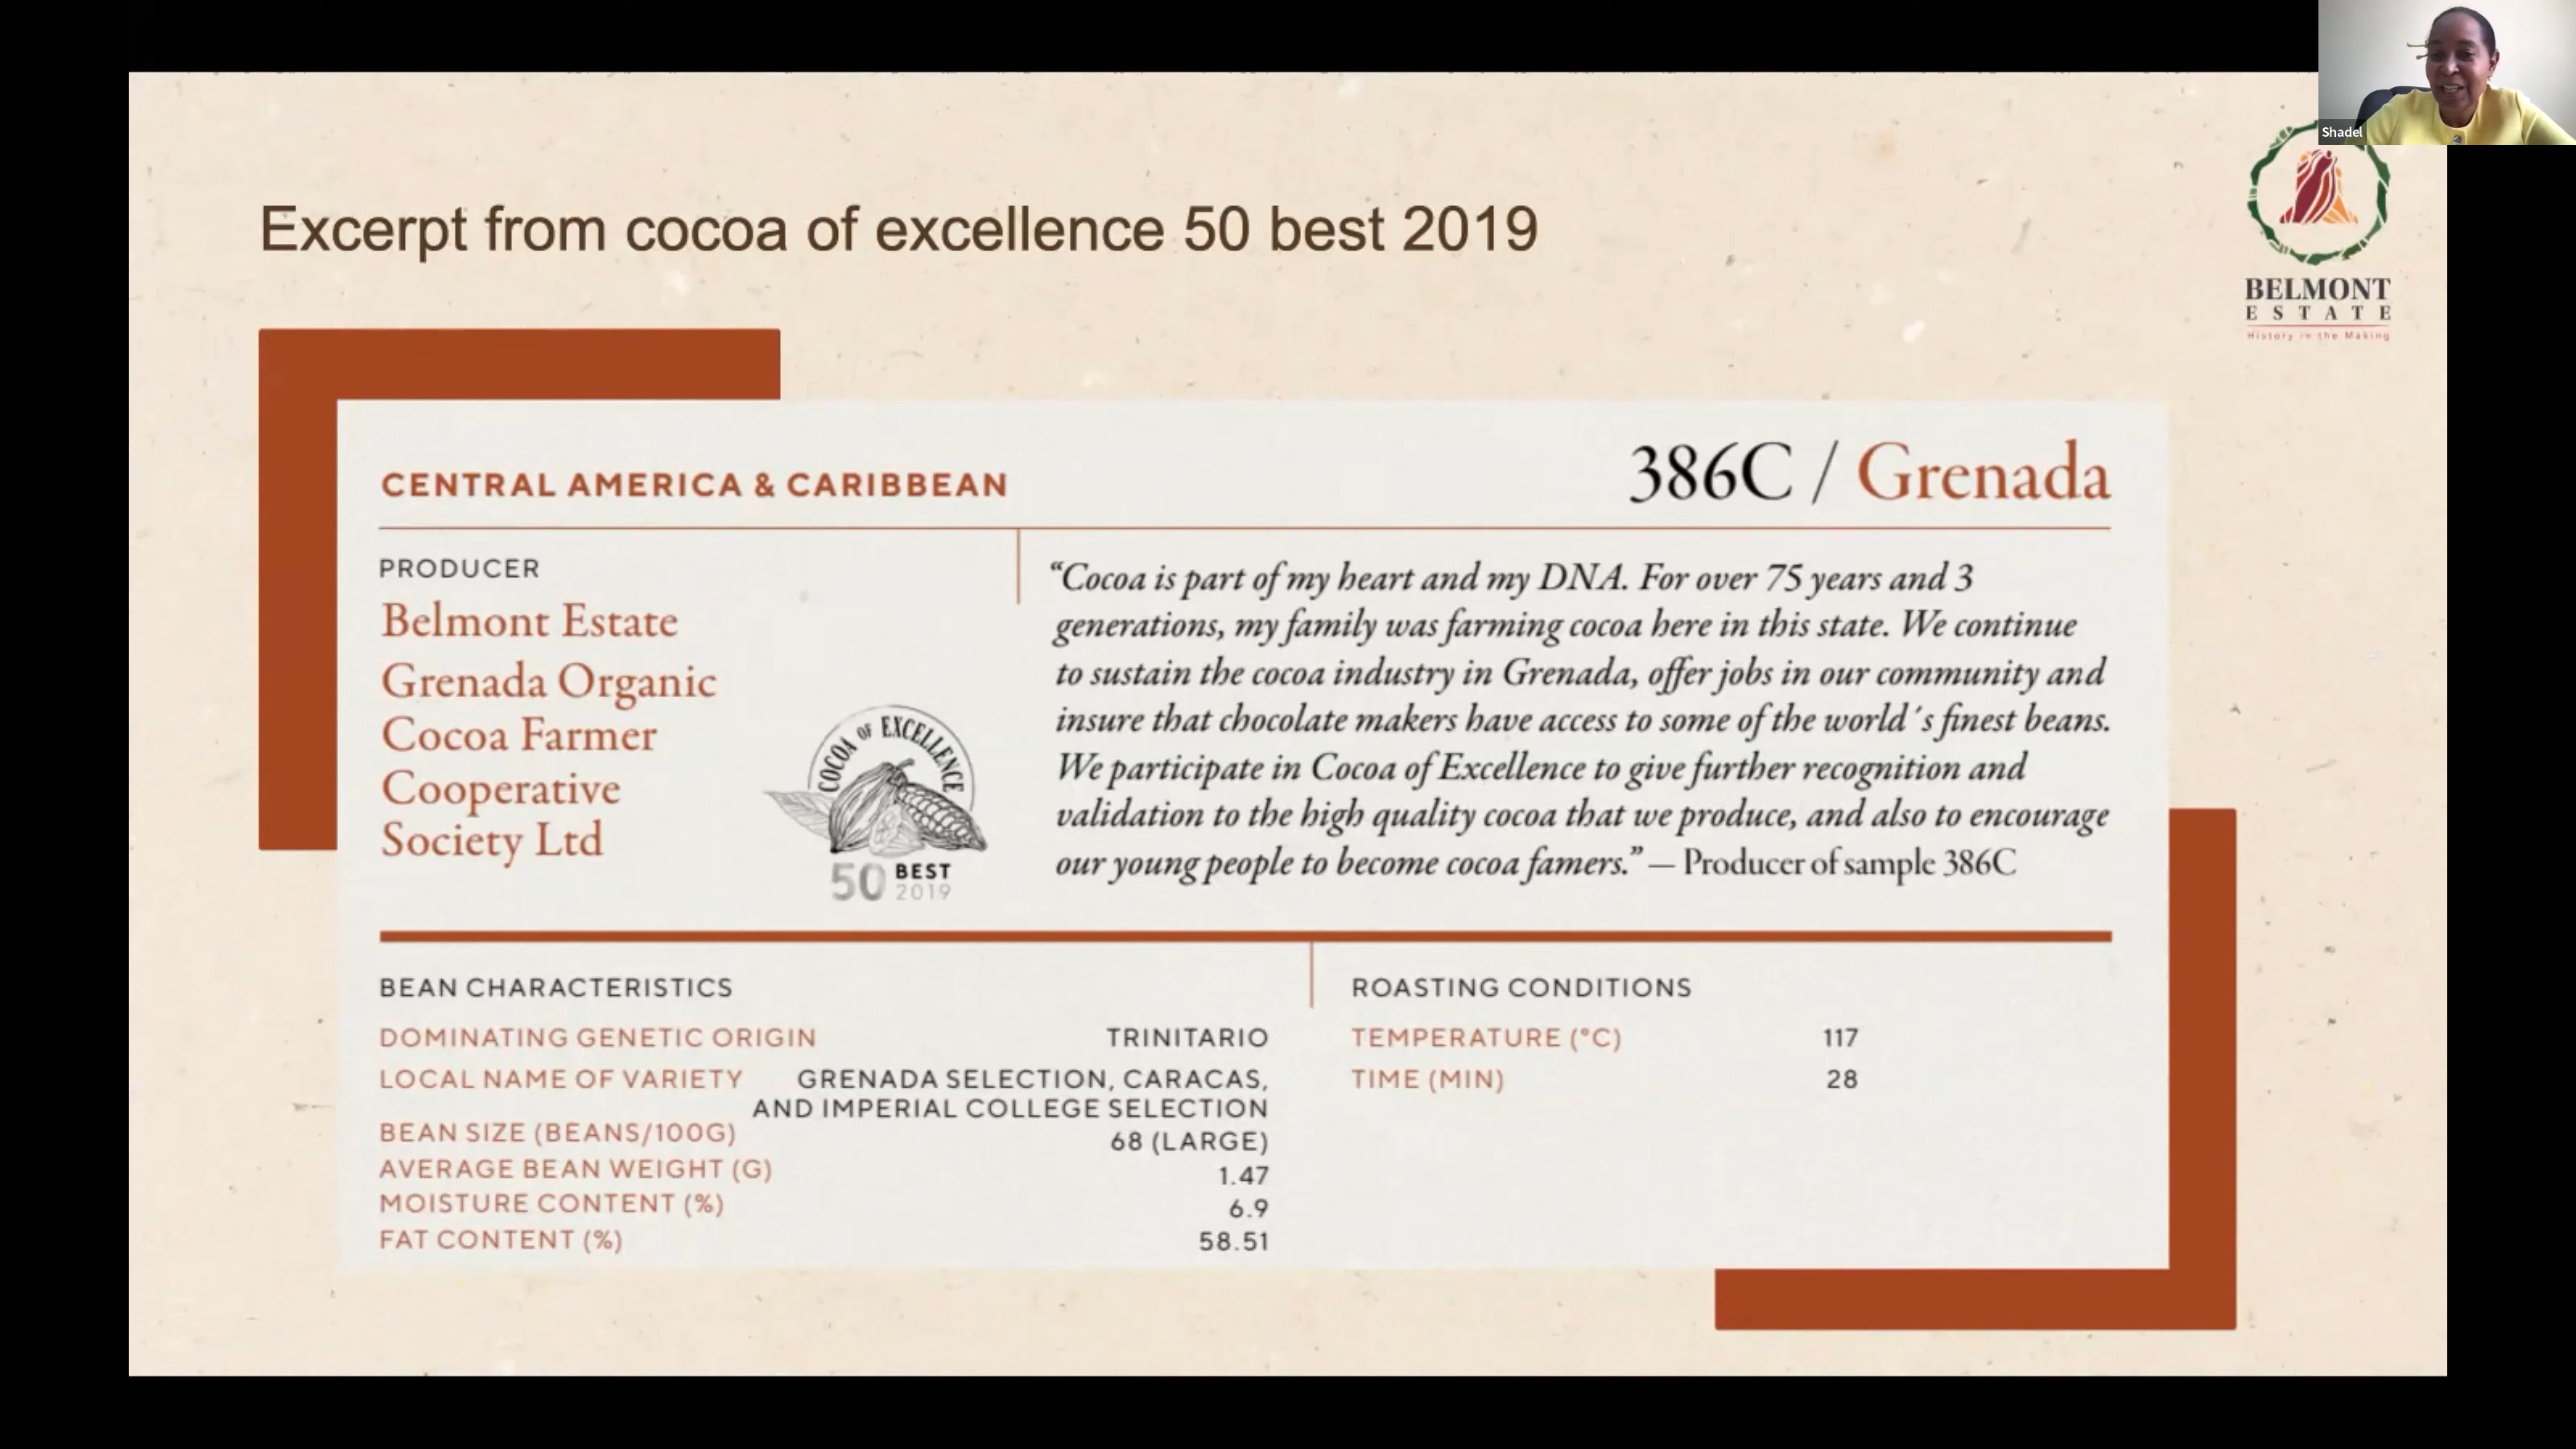 Shadel
Excerpt from cocoa of excellence 50 best 2019
BELMONT
ESTATE
History in the Making
CENTRAL AMERICA & CARIBBEAN
386C / Grenada
PRODUCER
Belmont Estate
Grenada Organic
Cocoa Farmer
Cooperative
Society Ltd
COCOA OF EXCELLENCE
50 BEST
2019
“Cocoa is part of my heart and my DNA. For over 75 years and 3
generations, my family was farming cocoa here in this state. We continue
to sustain the cocoa industry in Grenada, offer jobs in our community and
insure that chocolate makers have access to some of the world´s finest beans.
We participate in Cocoa of Excellence to give further recognition and
validation to the high quality cocoa that we produce, and also to encourage
our young people to become cocoa famers.” — Producer of sample 386C
BEAN CHARACTERISTICS
DOMINATING GENETIC ORIGIN TRINITARIO
LOCAL NAME OF VARIETY GRENADA SELECTION, CARACAS,
AND IMPERIAL COLLEGE SELECTION
BEAN SIZE (BEANS/100G) 68 (LARGE)
AVERAGE BEAN WEIGHT (G) 1.47
MOISTURE CONTENT (%) 6.9
FAT CONTENT (%) 58.51
ROASTING CONDITIONS
TEMPERATURE (°C) 117
TIME (MIN) 28